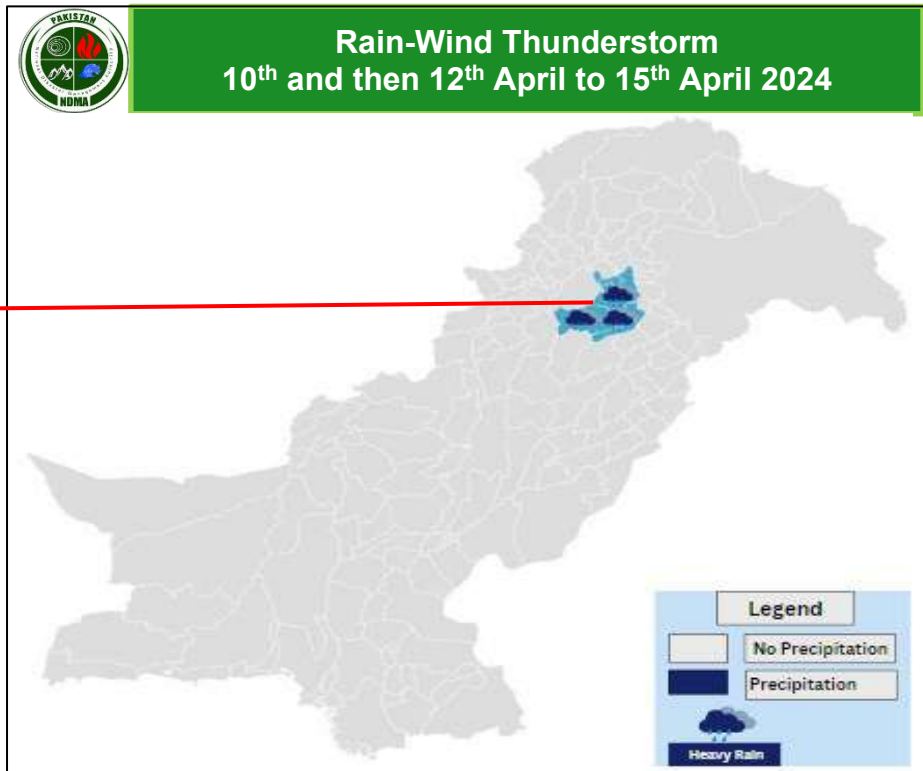 PAKISTAN
NDMA
Rain-Wind Thunderstorm
10th and then 12th April to 15th April 2024
Legend
No Precipitation
Precipitation
Heavy Rain